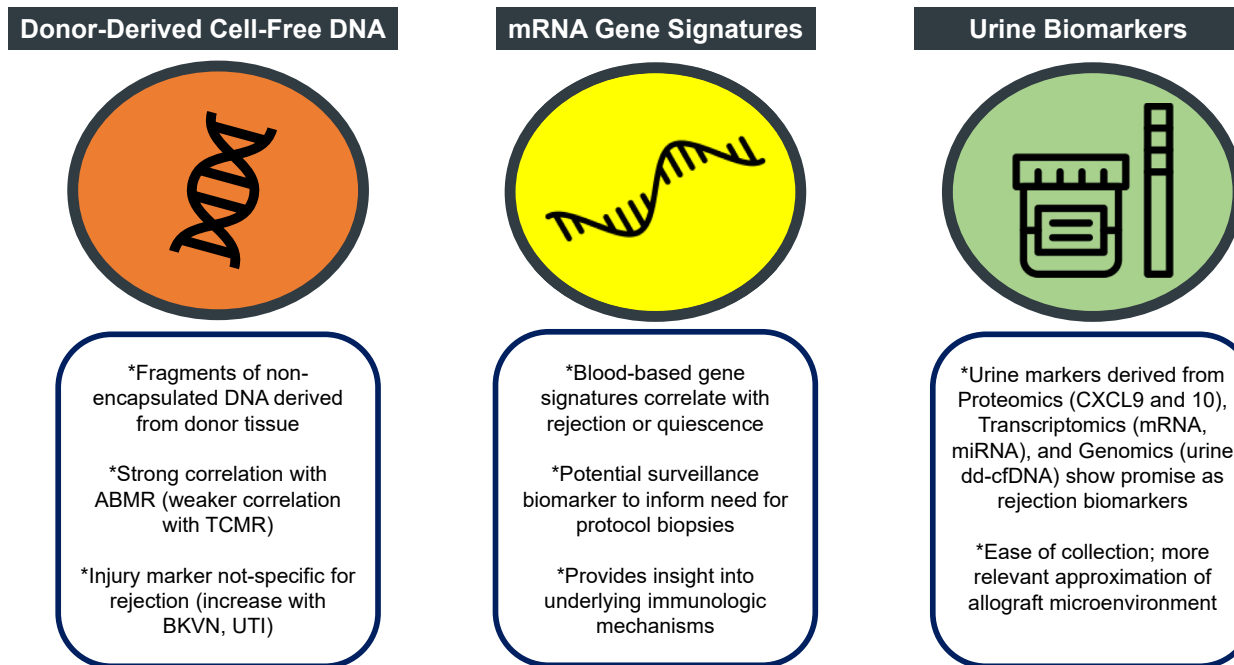 Donor-Derived Cell-Free DNA
*Fragments of non-
encapsulated DNA derived
from donor tissue
*Strong correlation with
ABMR (weaker correlation
with TCMR)
*Injury marker not-specific for
rejection (increase with
BKVN, UTI)
mRNA Gene Signatures
*Blood-based gene
signatures correlate with
rejection or quiescence
*Potential surveillance
biomarker to inform need for
protocol biopsies
*Provides insight into
underlying immunologic
mechanisms
Urine Biomarkers
*Urine markers derived from
Proteomics (CXCL9 and 10),
Transcriptomics (mRNA,
miRNA), and Genomics (urine
dd-cfDNA) show promise as
rejection biomarkers
*Ease of collection; more
relevant approximation of
allograft microenvironment